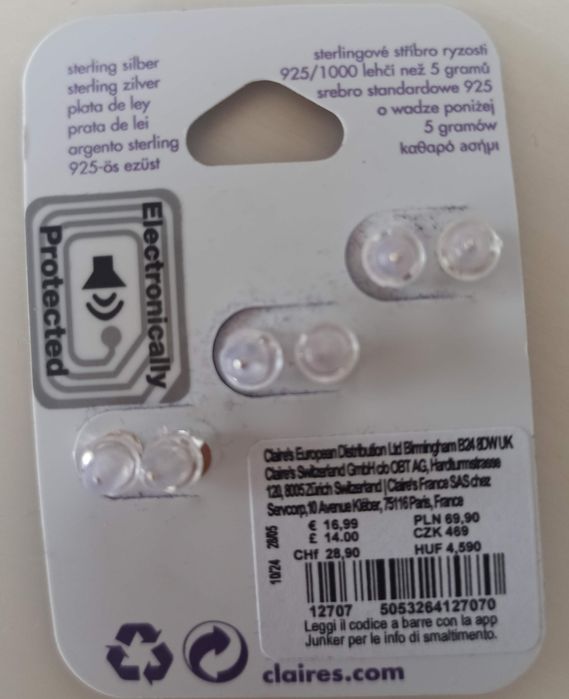 sterling silber
sterling zilver
plata de ley
prata de lei
argento sterling
925-ös ezüst
sterlingové stříbro ryzosti
925/1000 lehčí než 5 gramů
srebro standardowe 925
o wadze poniżej
5 gramów
καθαρό ασήμι
Electronically
Protected
Claire's European Distribution Ltd Birmingham B24 8DW UK
Claire's Switzerland GmbH c/o OBT AG, Hardturmstrasse
120, 8005 Zürich Switzerland | Claire's France SAS chez
Servcorp, 10 Avenue Kléber, 75116 Paris, France
10/24 28/05
€ 16,99 PLN 69,90
£ 14.00 CZK 469
CHf 28,90 HUF 4,590
12707 5053264127070
Leggi il codice a barre con la app
Junker per le info di smaltimento.
claires.com